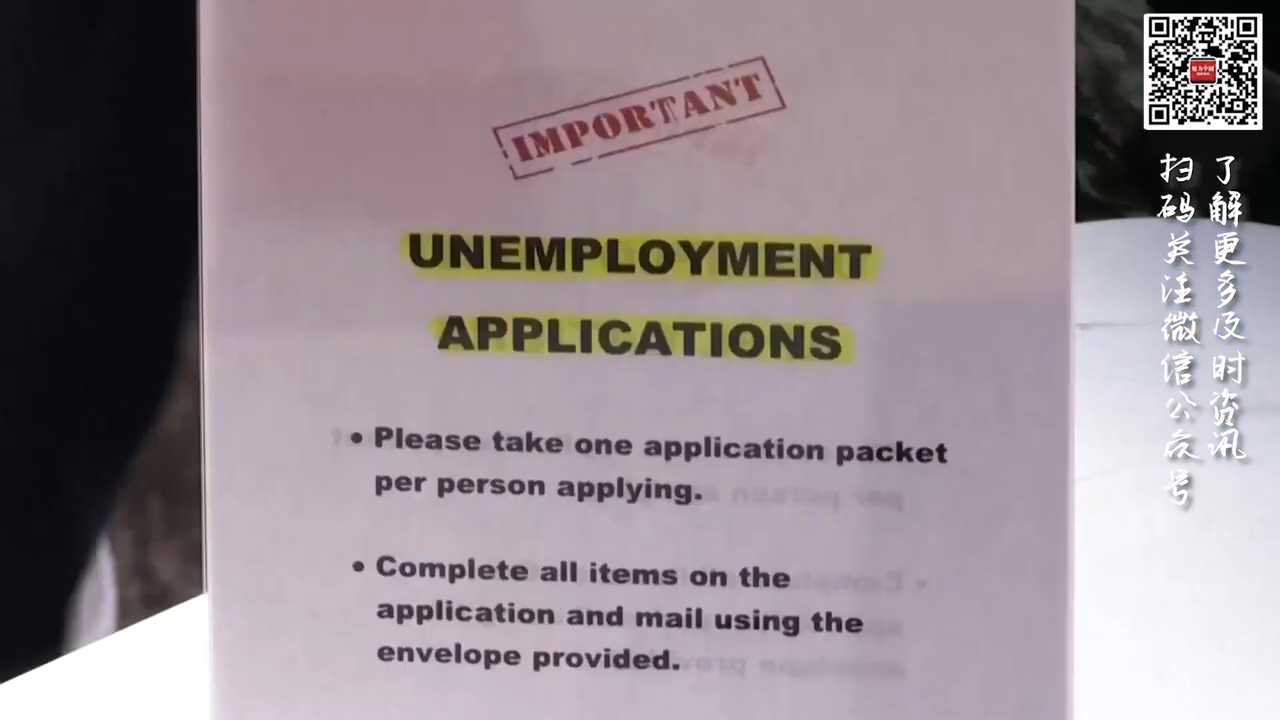 IMPORTANT
UNEMPLOYMENT
APPLICATIONS
• Please take one application packet
per person applying.
• Complete all items on the
application and mail using the
envelope provided.
了解更多及时资讯
扫码关注微信公众号